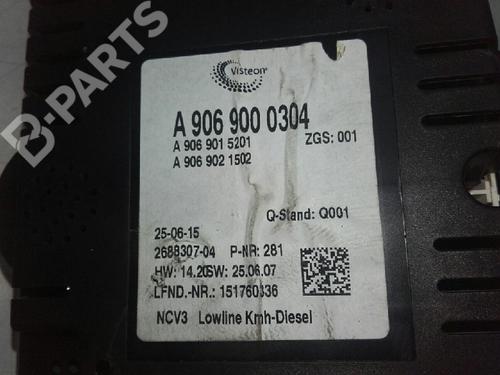 B-PARTS
Visteon
A 906 900 0304
A 906 901 5201 ZGS: 001
A 906 902 1502
Q-Stand: Q001
25-06-15
2688307-04 P-NR: 281
HW: 14.20 SW: 25.06.07
LFND.-NR.: 151760336
NCV3 Lowline Kmh-Diesel